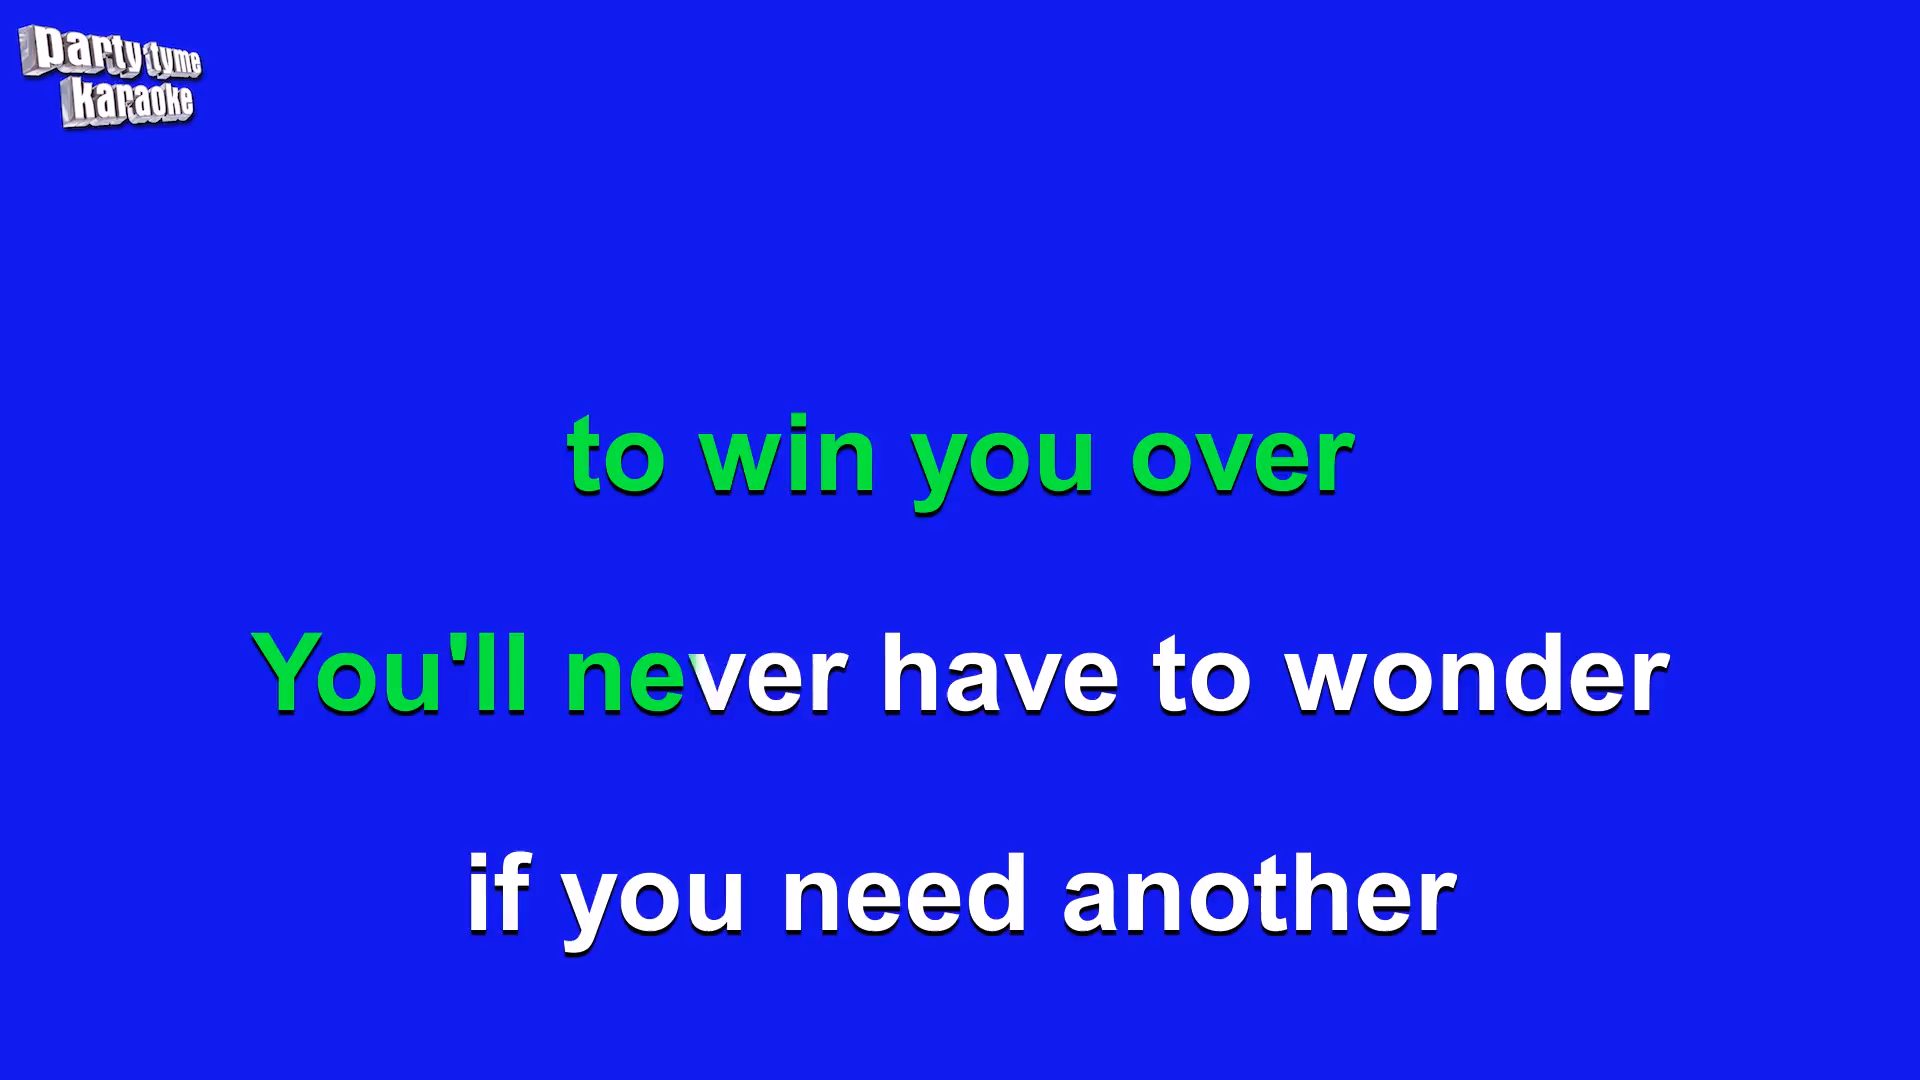 party tyme
karaoke
to win you over
You'll never have to wonder
if you need another